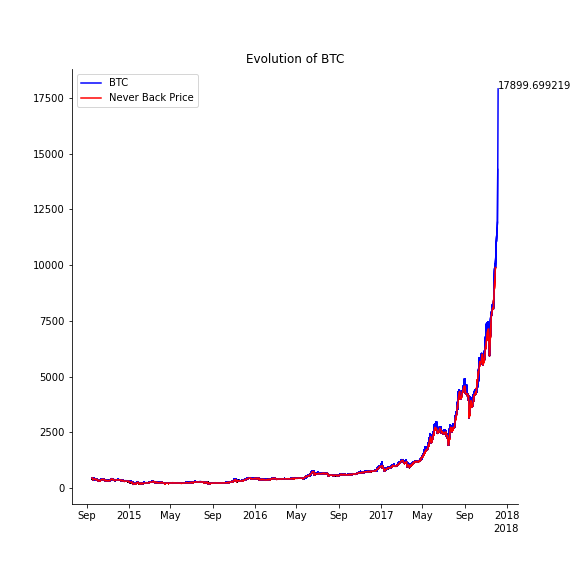 Evolution of BTC
BTC
Never Back Price
17899.699219
17500
15000
12500
10000
7500
5000
2500
0
Sep 2015 May Sep 2016 May Sep 2017 May Sep 2018
2018